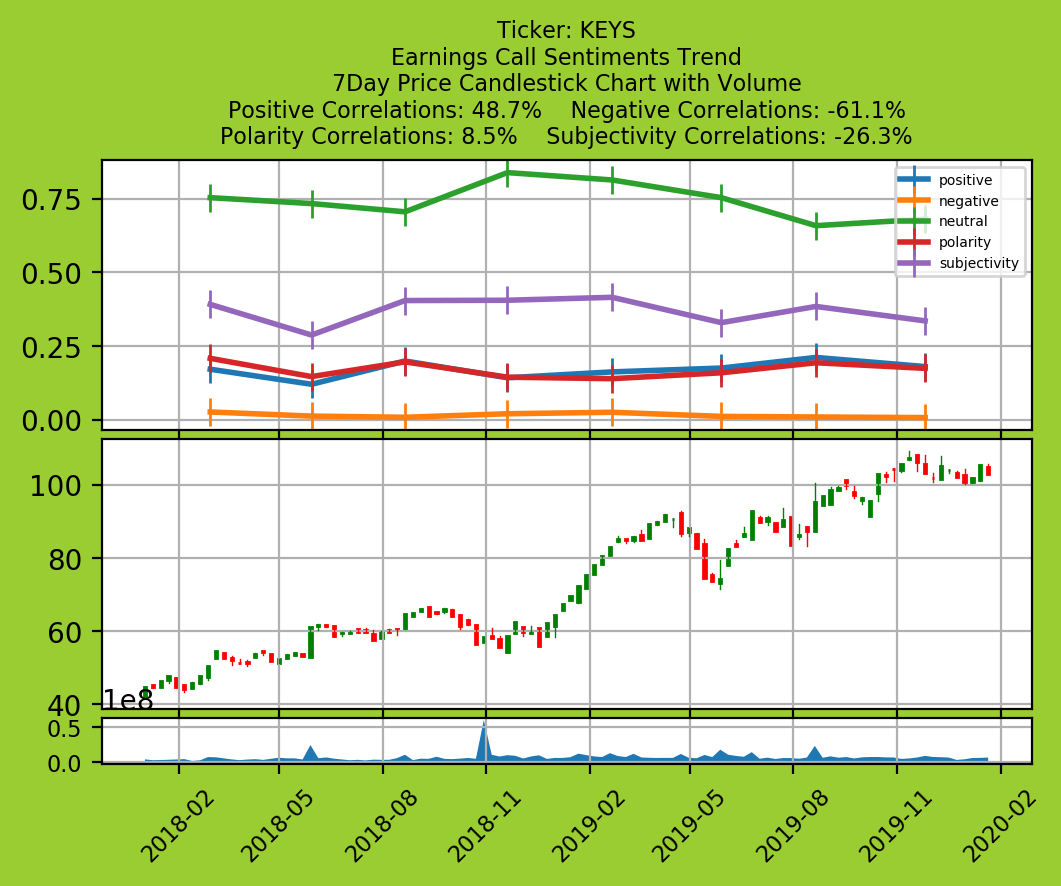 Ticker: KEYS
Earnings Call Sentiments Trend
7Day Price Candlestick Chart with Volume
Positive Correlations: 48.7%    Negative Correlations: -61.1%
Polarity Correlations: 8.5%    Subjectivity Correlations: -26.3%
0.75
0.50
0.25
0.00
positive
negative
neutral
polarity
subjectivity
100
80
60
40
1e8
0.5
0.0
2018-02
2018-05
2018-08
2018-11
2019-02
2019-05
2019-08
2019-11
2020-02